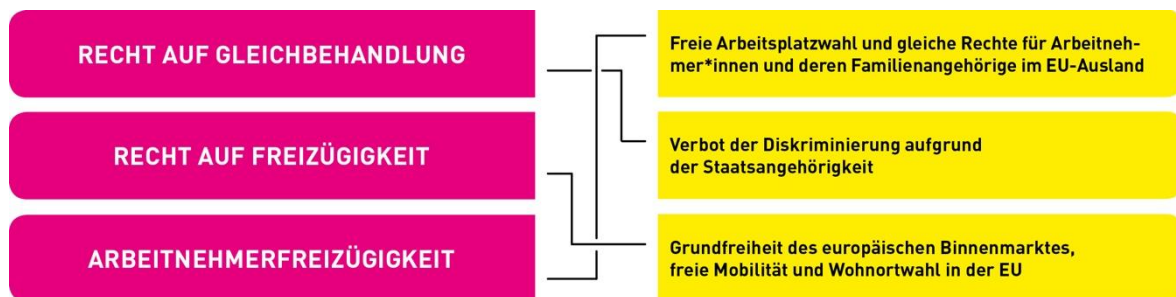 RECHT AUF GLEICHBEHANDLUNG
Freie Arbeitsplatzwahl und gleiche Rechte für Arbeitneh-
mer*innen und deren Familienangehörige im EU-Ausland
RECHT AUF FREIZÜGIGKEIT
Verbot der Diskriminierung aufgrund
der Staatsangehörigkeit
ARBEITNEHMERFREIZÜGIGKEIT
Grundfreiheit des europäischen Binnenmarktes,
freie Mobilität und Wohnortwahl in der EU